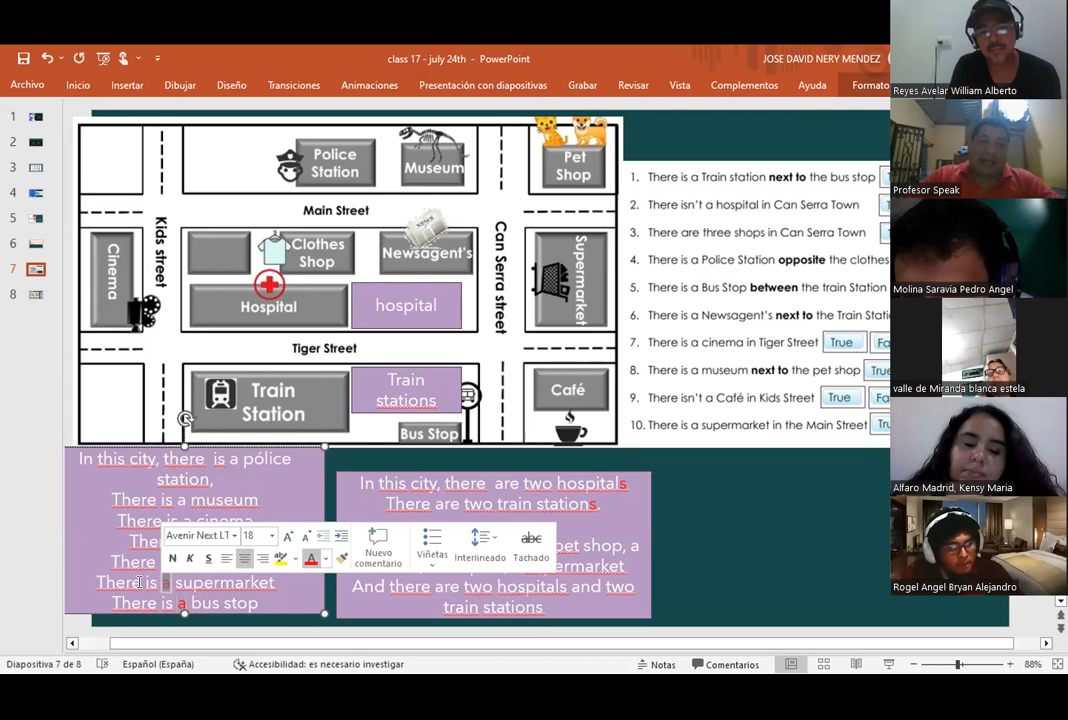 class 17 - july 24th - PowerPoint
JOSE DAVID NERY MENDEZ
Archivo Inicio Insertar Dibujar Diseño Transiciones Animaciones Presentación con diapositivas Grabar Revisar Vista Complementos Ayuda Formato
Reyes Avelar William Alberto
Profesor Speak
Molina Saravia Pedro Angel
valle de Miranda blanca estela
Alfaro Madrid, Kensy Maria
Rogel Angel Bryan Alejandro
1
2
3
4
5
6
7
8
Police
Station
Museum
Pet
Shop
Main Street
Kids street
Can Serra street
Cinema
Clothes
Shop
NEWS
Newsagent's
Supermarket
Hospital
hospital
Tiger Street
Train
Station
Train
stations
Bus Stop
Café
1. There is a Train station next to the bus stop
2. There isn't a hospital in Can Serra Town
3. There are three shops in Can Serra Town
4. There is a Police Station opposite the clothes
5. There is a Bus Stop between the train Station
6. There is a Newsagent's next to the Train
7. There is a cinema in Tiger Street True
8. There is a museum next to the pet shop
9. There isn't a Café in Kids Street True
10. There is a supermarket in the Main Street
In this city, there is a pólice
station,
There is a museum
There is a cinema
There
There is a supermarket
There is a bus stop
In this city, there are two hospitals
There are two train stations.
pet shop, a
And there are two hospitals and two
train stations
Avenir Next LT 18
N K S
Nuevo
comentario
Viñetas
Interlineado
abc
Tachado
Diapositiva 7 de 8 Español (España) Accesibilidad: es necesario investigar Notas Comentarios 88%